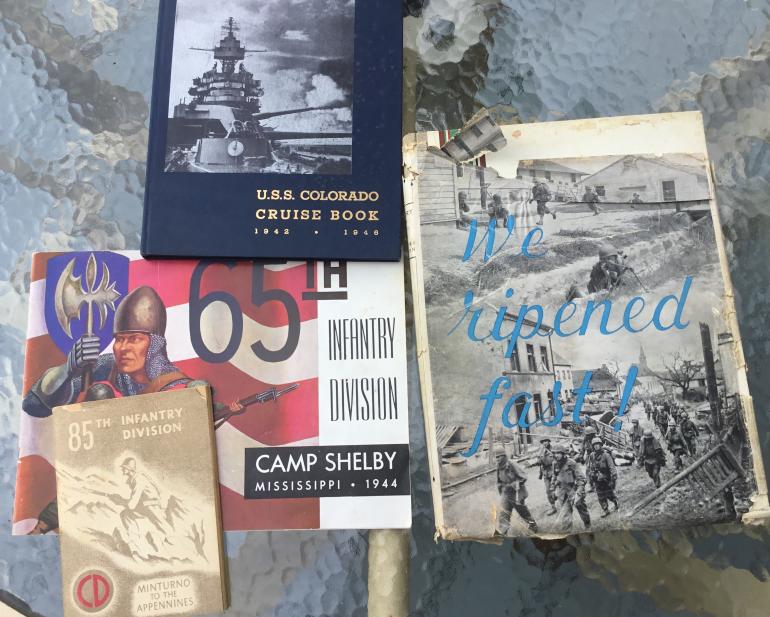 U.S.S. COLORADO
CRUISE BOOK
1942 • 1946
65TH
INFANTRY
DIVISION
CAMP SHELBY
MISSISSIPPI • 1944
85TH INFANTRY
DIVISION
CD
MINTURNO
TO THE
APPENNINES
We
ripened
fast!